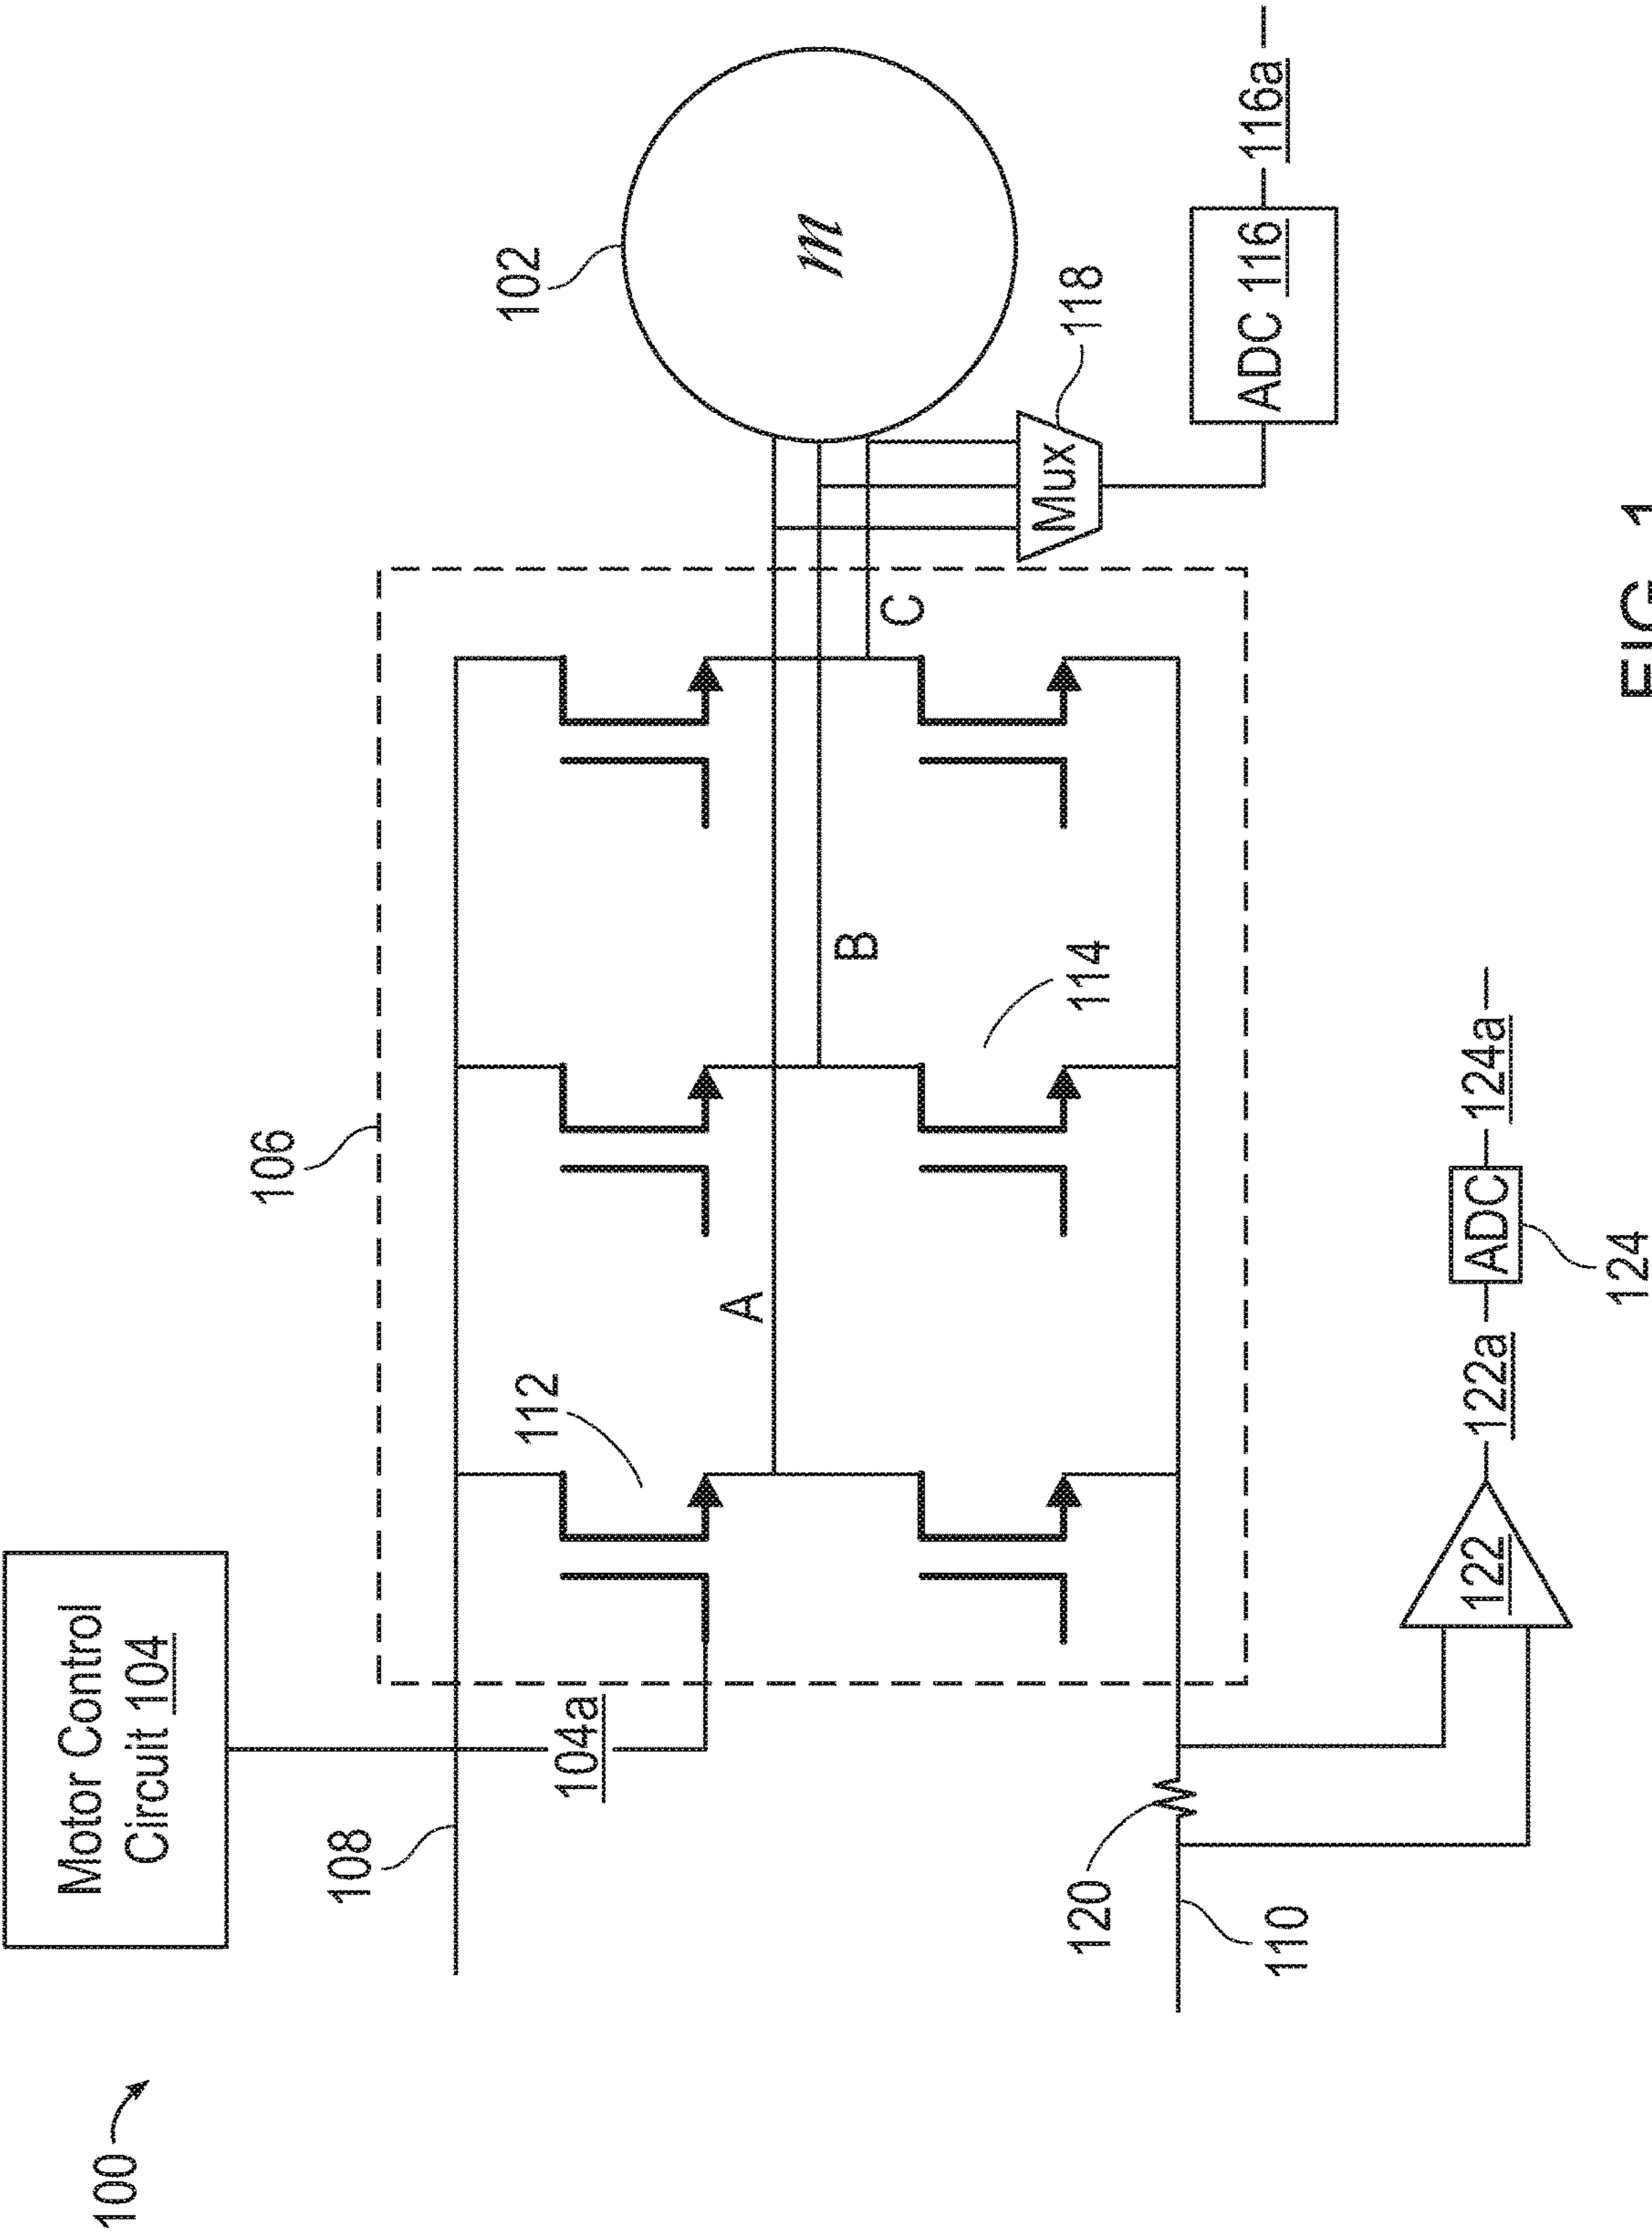 100
Motor Control
Circuit 104
106
108
102
112
104a
A
m
B
C
Mux
118
114
120
ADC 116
116a
110
122
122a
ADC
124a
124
FIG. 1